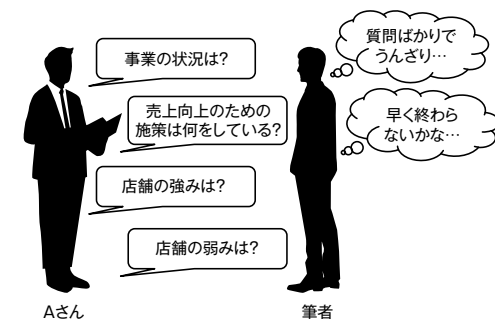 事業の状況は?
売上向上のための
施策は何をしている?
店舗の強みは?
店舗の弱みは?
質問ばかりで
うんざり…
早く終わら
ないかな…
Aさん
筆者